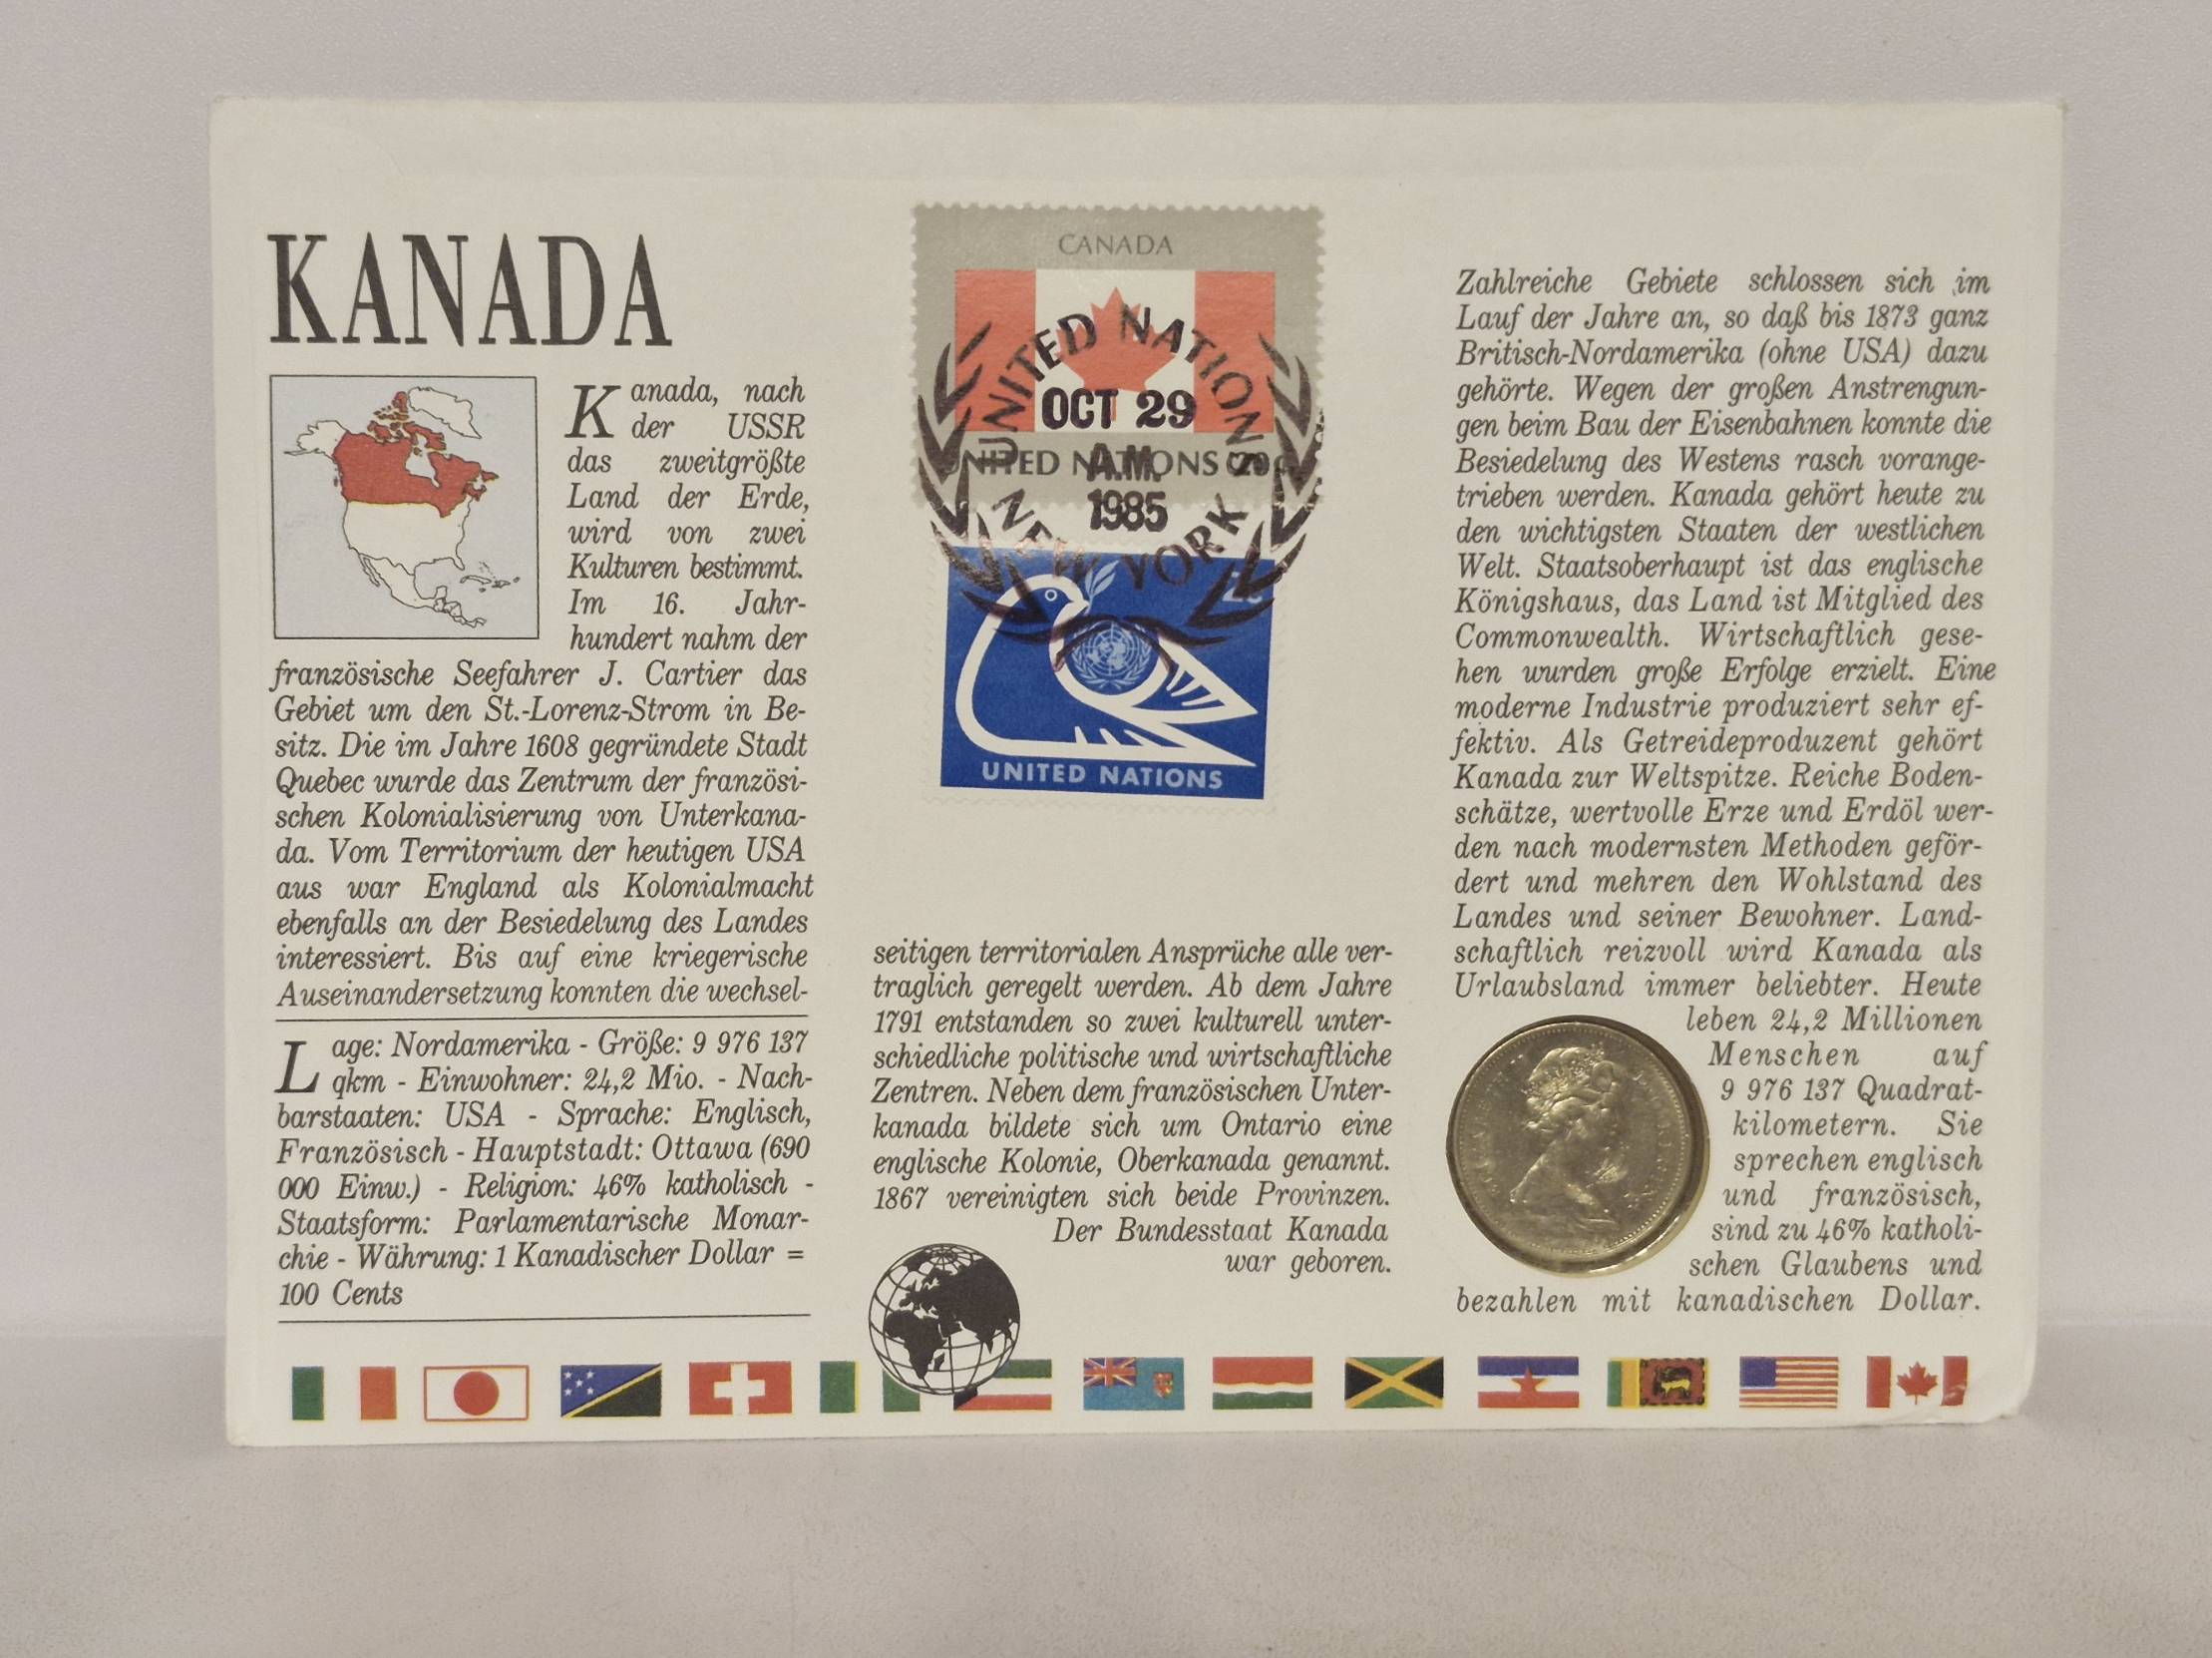 KANADA
Kanada, nach
der USSR
das zweitgrößte
Land der Erde,
wird von zwei
Kulturen bestimmt.
Im 16. Jahr-
hundert nahm der
französische Seefahrer J. Cartier das
Gebiet um den St.-Lorenz-Strom in Be-
sitz. Die im Jahre 1608 gegründete Stadt
Quebec wurde das Zentrum der französi-
schen Kolonialisierung von Unterkana-
da. Vom Territorium der heutigen USA
aus war England als Kolonialmacht
ebenfalls an der Besiedelung des Landes
interessiert. Bis auf eine kriegerische
Auseinandersetzung konnten die wechsel-
Lage: Nordamerika - Größe: 9 976 137
qkm - Einwohner: 24,2 Mio. - Nach-
barstaaten: USA - Sprache: Englisch,
Französisch - Hauptstadt: Ottawa (690
000 Einw.) - Religion: 46% katholisch -
Staatsform: Parlamentarische Monar-
chie - Währung: 1 Kanadischer Dollar =
100 Cents
CANADA
UNITED NATIONS
OCT 29
A.M.
1985
NEW YORK
UNITED NATIONS
UNITED NATIONS
seitigen territorialen Ansprüche alle ver-
traglich geregelt werden. Ab dem Jahre
1791 entstanden so zwei kulturell unter-
schiedliche politische und wirtschaftliche
Zentren. Neben dem französischen Unter-
kanada bildete sich um Ontario eine
englische Kolonie, Oberkanada genannt.
1867 vereinigten sich beide Provinzen.
Der Bundesstaat Kanada
war geboren.
Zahlreiche Gebiete schlossen sich im
Lauf der Jahre an, so daß bis 1873 ganz
Britisch-Nordamerika (ohne USA) dazu
gehörte. Wegen der großen Anstrengun-
gen beim Bau der Eisenbahnen konnte die
Besiedelung des Westens rasch vorange-
trieben werden. Kanada gehört heute zu
den wichtigsten Staaten der westlichen
Welt. Staatsoberhaupt ist das englische
Königshaus, das Land ist Mitglied des
Commonwealth. Wirtschaftlich gese-
hen wurden große Erfolge erzielt. Eine
moderne Industrie produziert sehr ef-
fektiv. Als Getreideproduzent gehört
Kanada zur Weltspitze. Reiche Boden-
schätze, wertvolle Erze und Erdöl wer-
den nach modernsten Methoden geför-
dert und mehren den Wohlstand des
Landes und seiner Bewohner. Land-
schaftlich reizvoll wird Kanada als
Urlaubsland immer beliebter. Heute
leben 24,2 Millionen
Menschen auf
9 976 137 Quadrat-
kilometern. Sie
sprechen englisch
und französisch,
sind zu 46% katholi-
schen Glaubens und
bezahlen mit kanadischen Dollar.